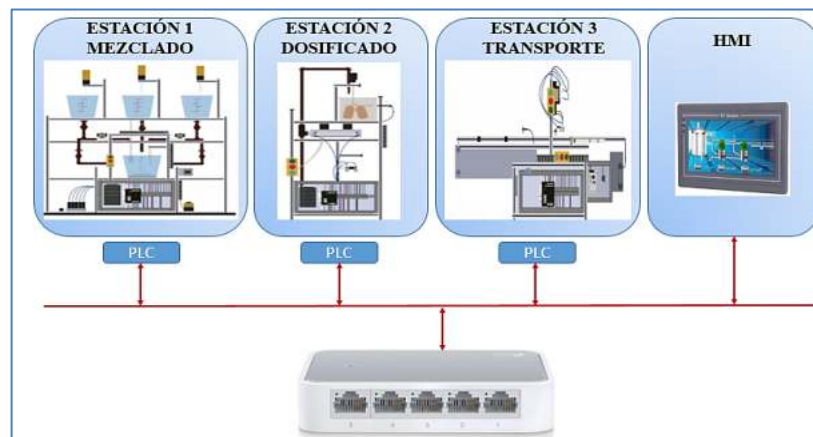 ESTACIÓN 1
MEZCLADO
ESTACIÓN 2
DOSIFICADO
ESTACIÓN 3
TRANSPORTE
HMI
PLC
PLC
PLC